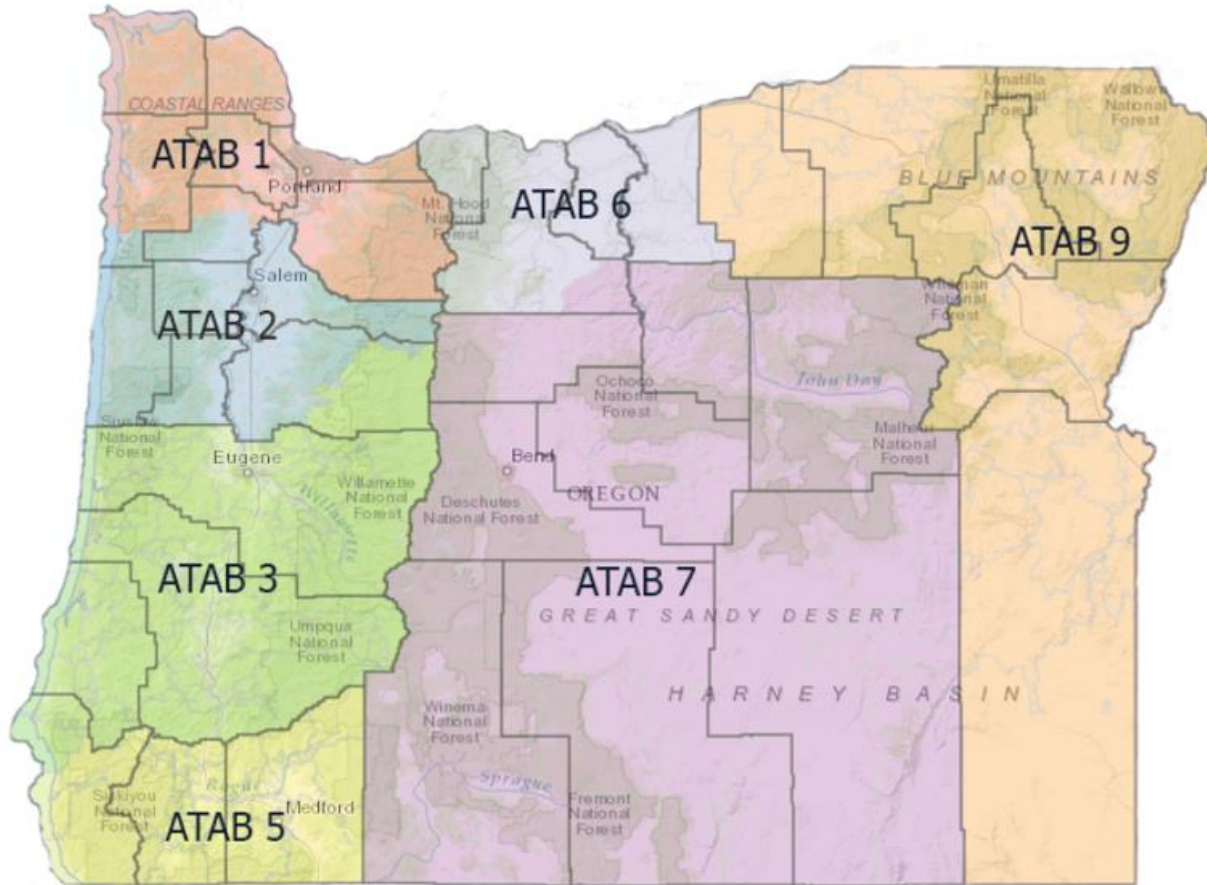 COASTAL RANGES
ATAB 1
Portland
Mt. Hood
National
Forest
ATAB 6
Umatilla
National
Forest
Wallowa
National
Forest
BLUE MOUNTAINS
ATAB 9
Salem
ATAB 2
Whitman
National
Forest
John Day
Ochoco
National
Forest
Siuslaw
National
Forest
Eugene
Willamette
Willamette
National
Forest
Bend
OREGON
Deschutes
National Forest
Malheur
National
Forest
ATAB 3
ATAB 7
GREAT SANDY DESERT
Umpqua
National
Forest
HARNEY BASIN
Winema
National
Forest
Sprague
Fremont
National
Forest
Rogue
Siskiyou
National
Forest
Medford
ATAB 5